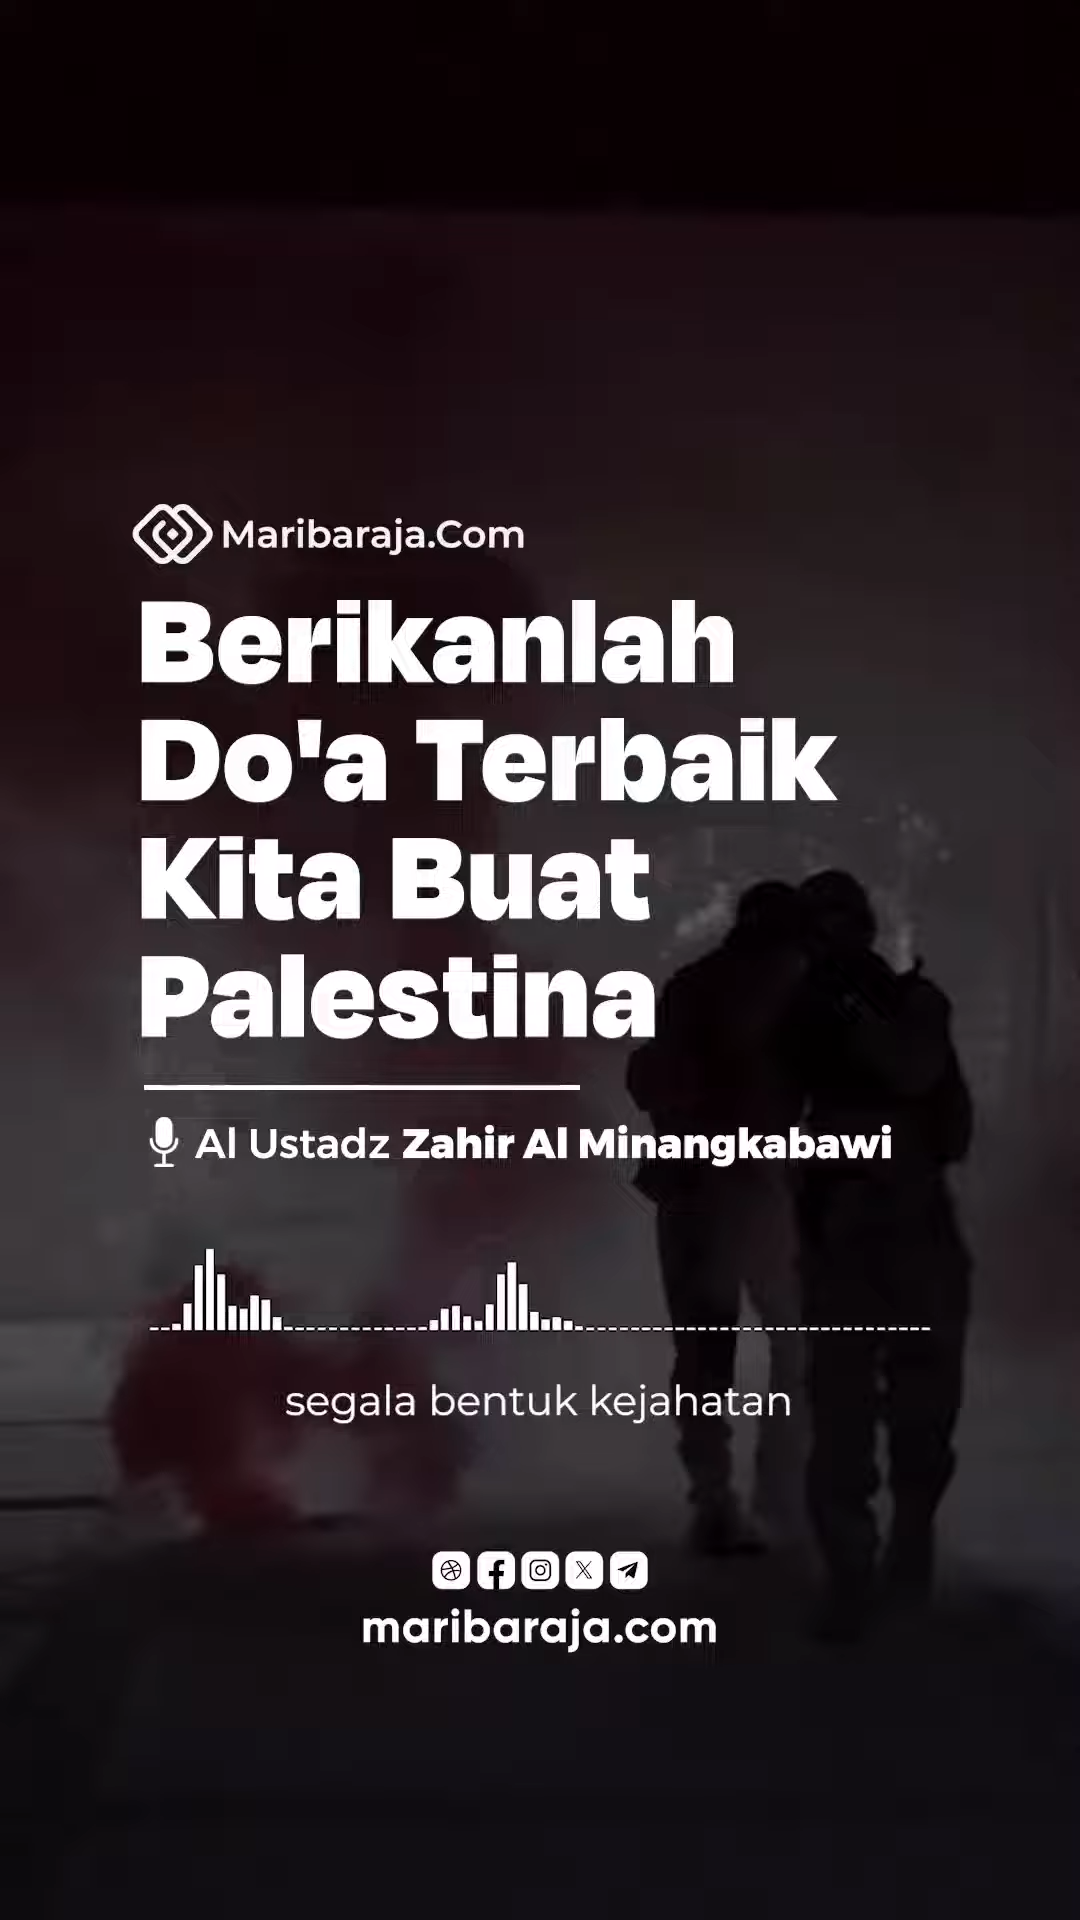 Maribaraja.Com
Berikanlah
Do'a Terbaik
Kita Buat
Palestina
Al Ustadz Zahir Al Minangkabawi
segala bentuk kejahatan
maribaraja.com